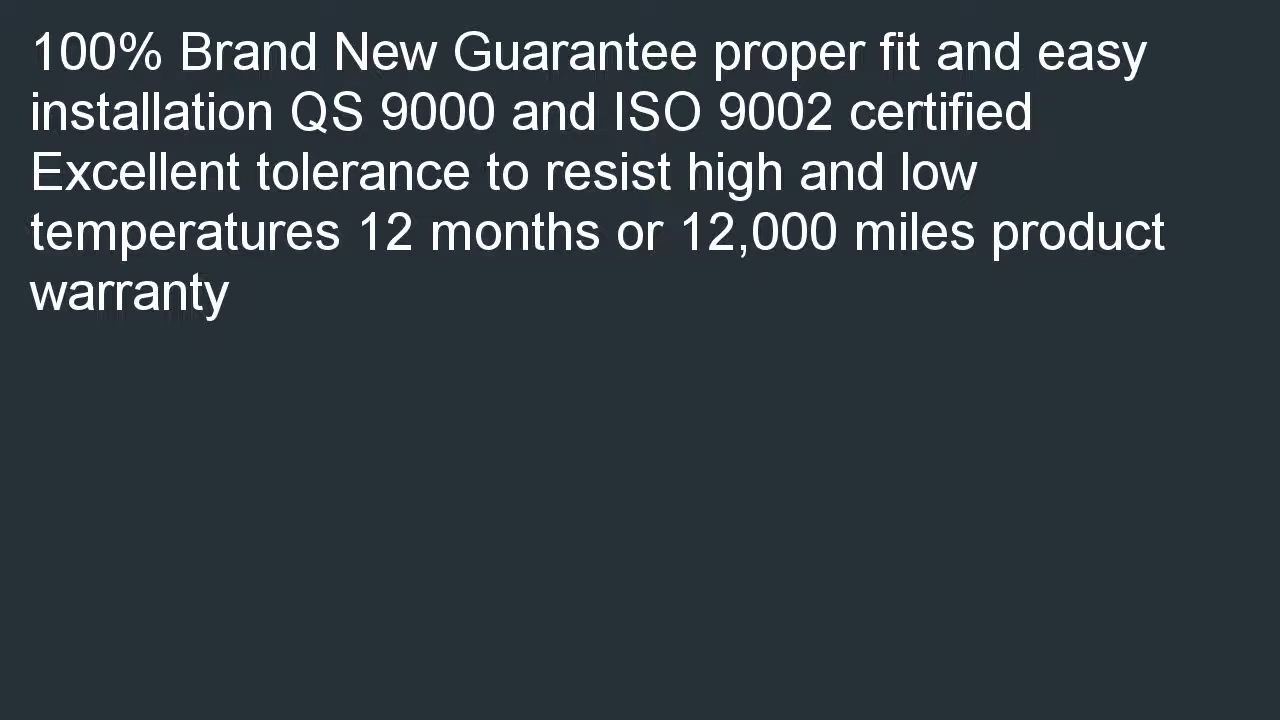 100% Brand New Guarantee proper fit and easy
installation QS 9000 and ISO 9002 certified
Excellent tolerance to resist high and low
temperatures 12 months or 12,000 miles product
warranty